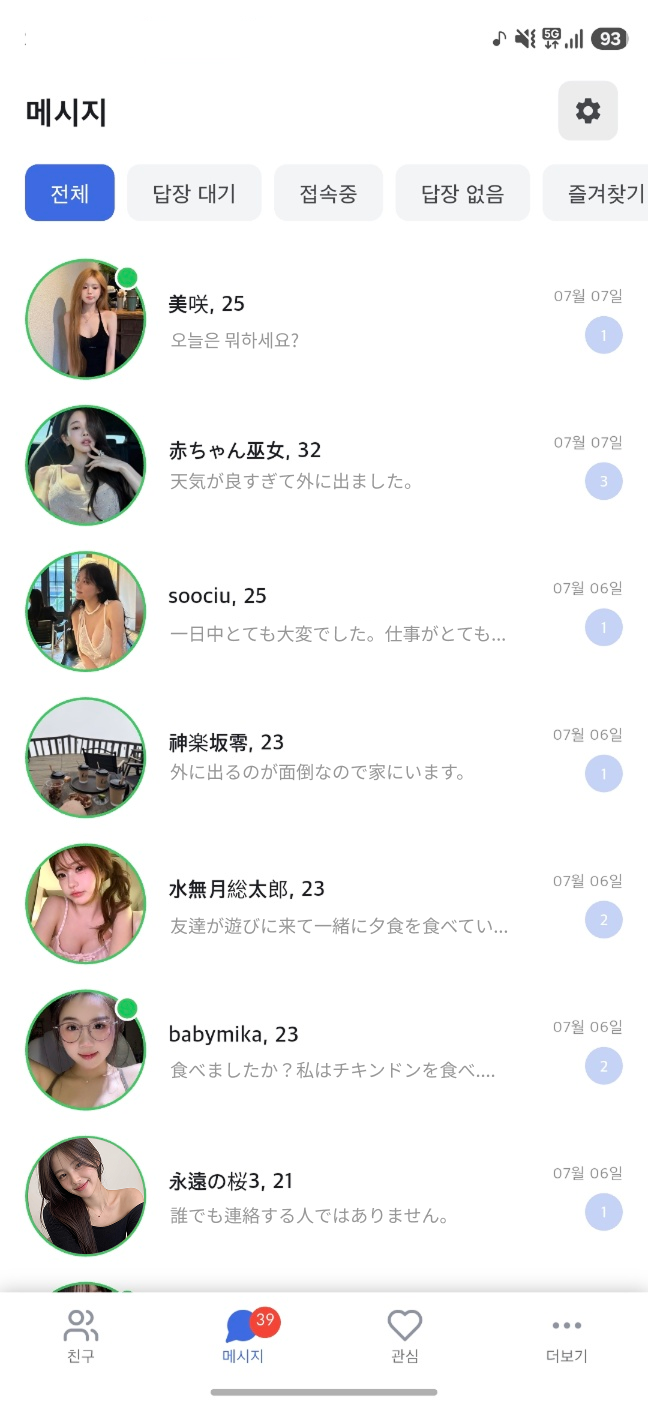 5G
93
메시지
전체
답장 대기
접속중
답장 없음
즐겨찾기
美咲, 25
07월 07일
오늘은 뭐하세요?
1
赤ちゃん巫女, 32
07월 07일
天気が良すぎて外に出ました。
3
soociu, 25
07월 06일
一日中とても大変でした。仕事がとても...
1
神楽坂零, 23
07월 06일
外に出るのが面倒なので家にいます。
1
水無月総太郎, 23
07월 06일
友達が遊びに来て一緒に夕食を食べてい...
2
babymika, 23
07월 06일
食べましたか？私はチキンドンを食べ....
2
永遠の桜3, 21
07월 06일
誰でも連絡する人ではありません。
1
39
친구
메시지
관심
더보기